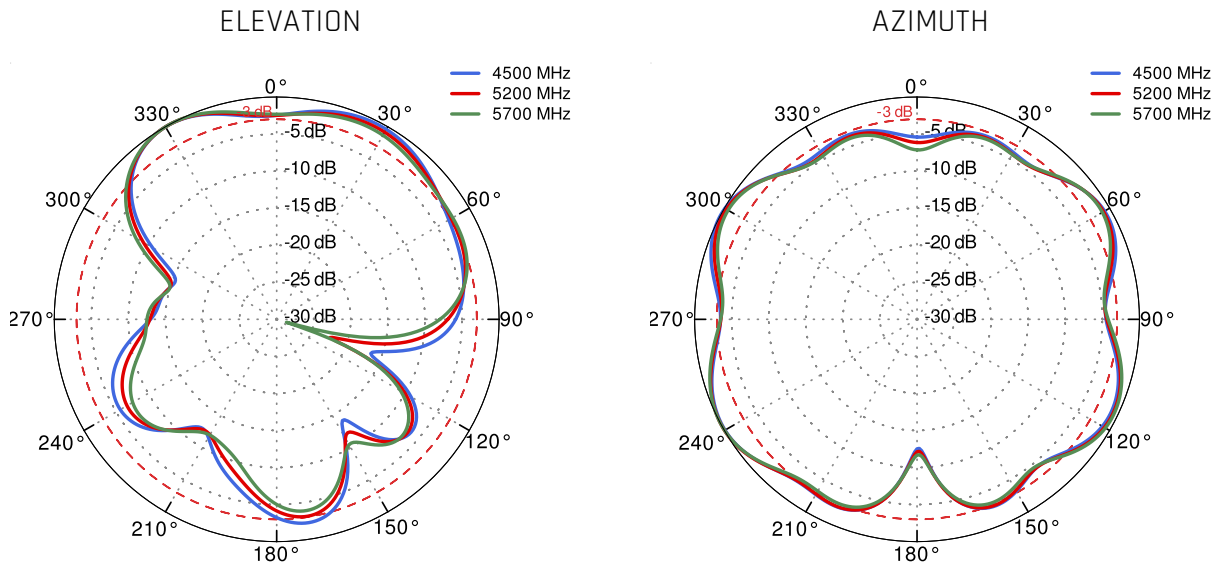 ELEVATION
4500 MHz
5200 MHz
5700 MHz
0°
330°
30°
-3 dB
-5 dB
-10 dB
300°
60°
-15 dB
-20 dB
-25 dB
-30 dB
270°
90°
240°
120°
210°
150°
180°
AZIMUTH
4500 MHz
5200 MHz
5700 MHz
0°
330°
30°
-3 dB
-5 dB
-10 dB
300°
60°
-15 dB
-20 dB
-25 dB
-30 dB
270°
90°
240°
120°
210°
150°
180°